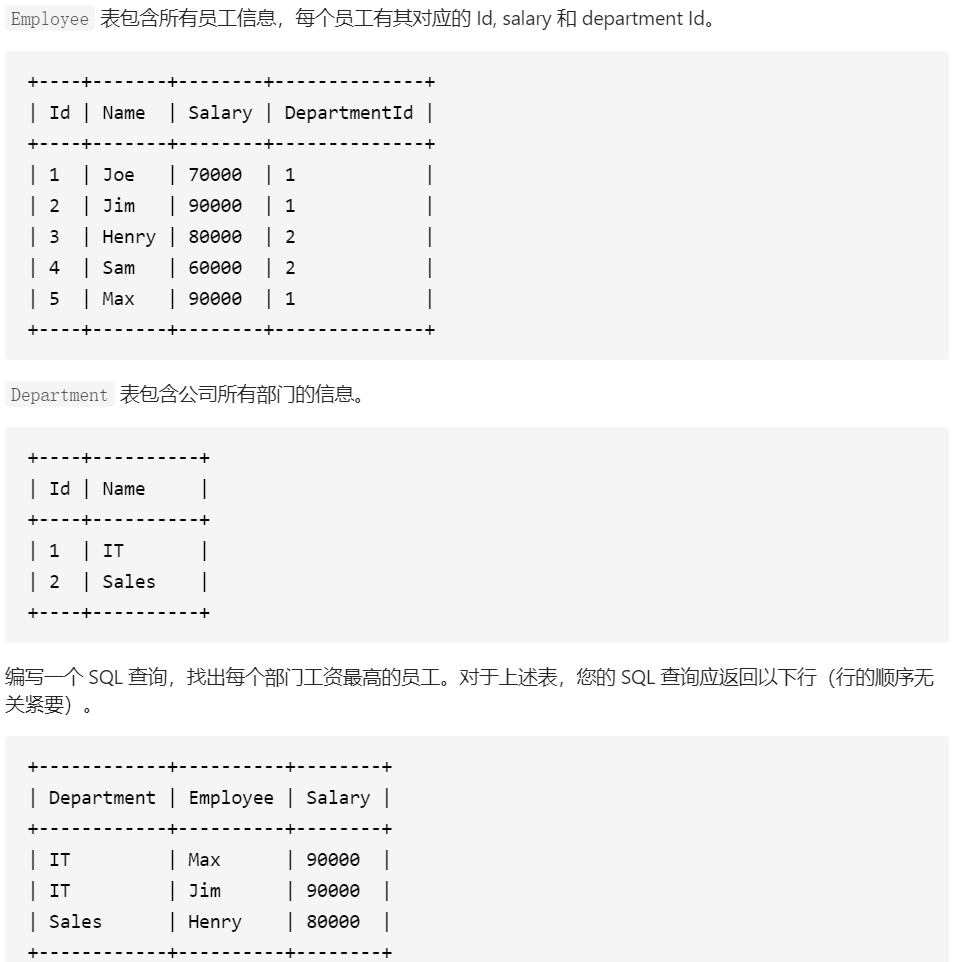 Employee 表包含所有员工信息，每个员工有其对应的 Id, salary 和 department Id。
+----+-------+--------+--------------+
| Id | Name  | Salary | DepartmentId |
+----+-------+--------+--------------+
| 1  | Joe   | 70000  | 1            |
| 2  | Jim   | 90000  | 1            |
| 3  | Henry | 80000  | 2            |
| 4  | Sam   | 60000  | 2            |
| 5  | Max   | 90000  | 1            |
+----+-------+--------+--------------+
Department 表包含公司所有部门的信息。
+----+----------+
| Id | Name     |
+----+----------+
| 1  | IT       |
| 2  | Sales    |
+----+----------+
编写一个 SQL 查询，找出每个部门工资最高的员工。对于上述表，您的 SQL 查询应返回以下行（行的顺序无
关紧要）。
+------------+----------+--------+
| Department | Employee | Salary |
+------------+----------+--------+
| IT         | Max      | 90000  |
| IT         | Jim      | 90000  |
| Sales      | Henry    | 80000  |
+------------+----------+--------+